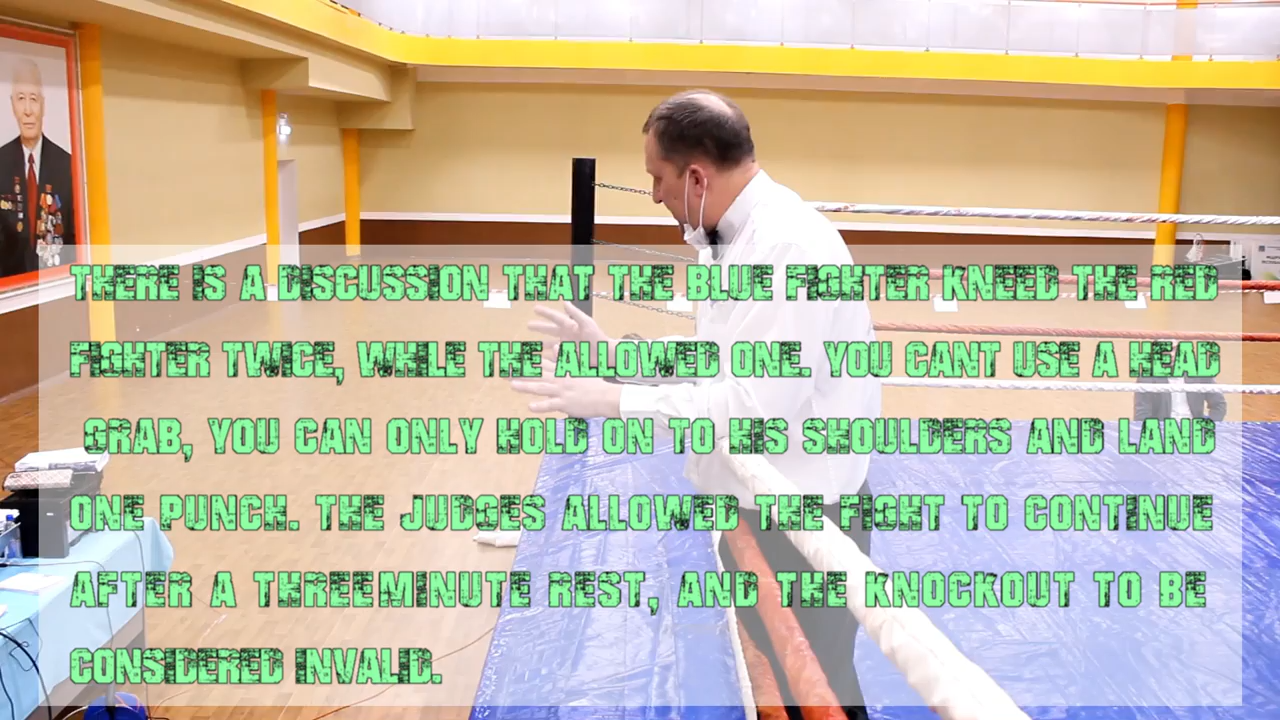 THERE IS A DISCUSSION THAT THE BLUE FIGHTER KNEED THE RED
FIGHTER TWICE, WHILE THE ALLOWED ONE. YOU CANT USE A HEAD
GRAB, YOU CAN ONLY HOLD ON TO HIS SHOULDERS AND LAND
ONE PUNCH. THE JUDGES ALLOWED THE FIGHT TO CONTINUE
AFTER A THREEMINUTE REST, AND THE KNOCKOUT TO BE
CONSIDERED INVALID.